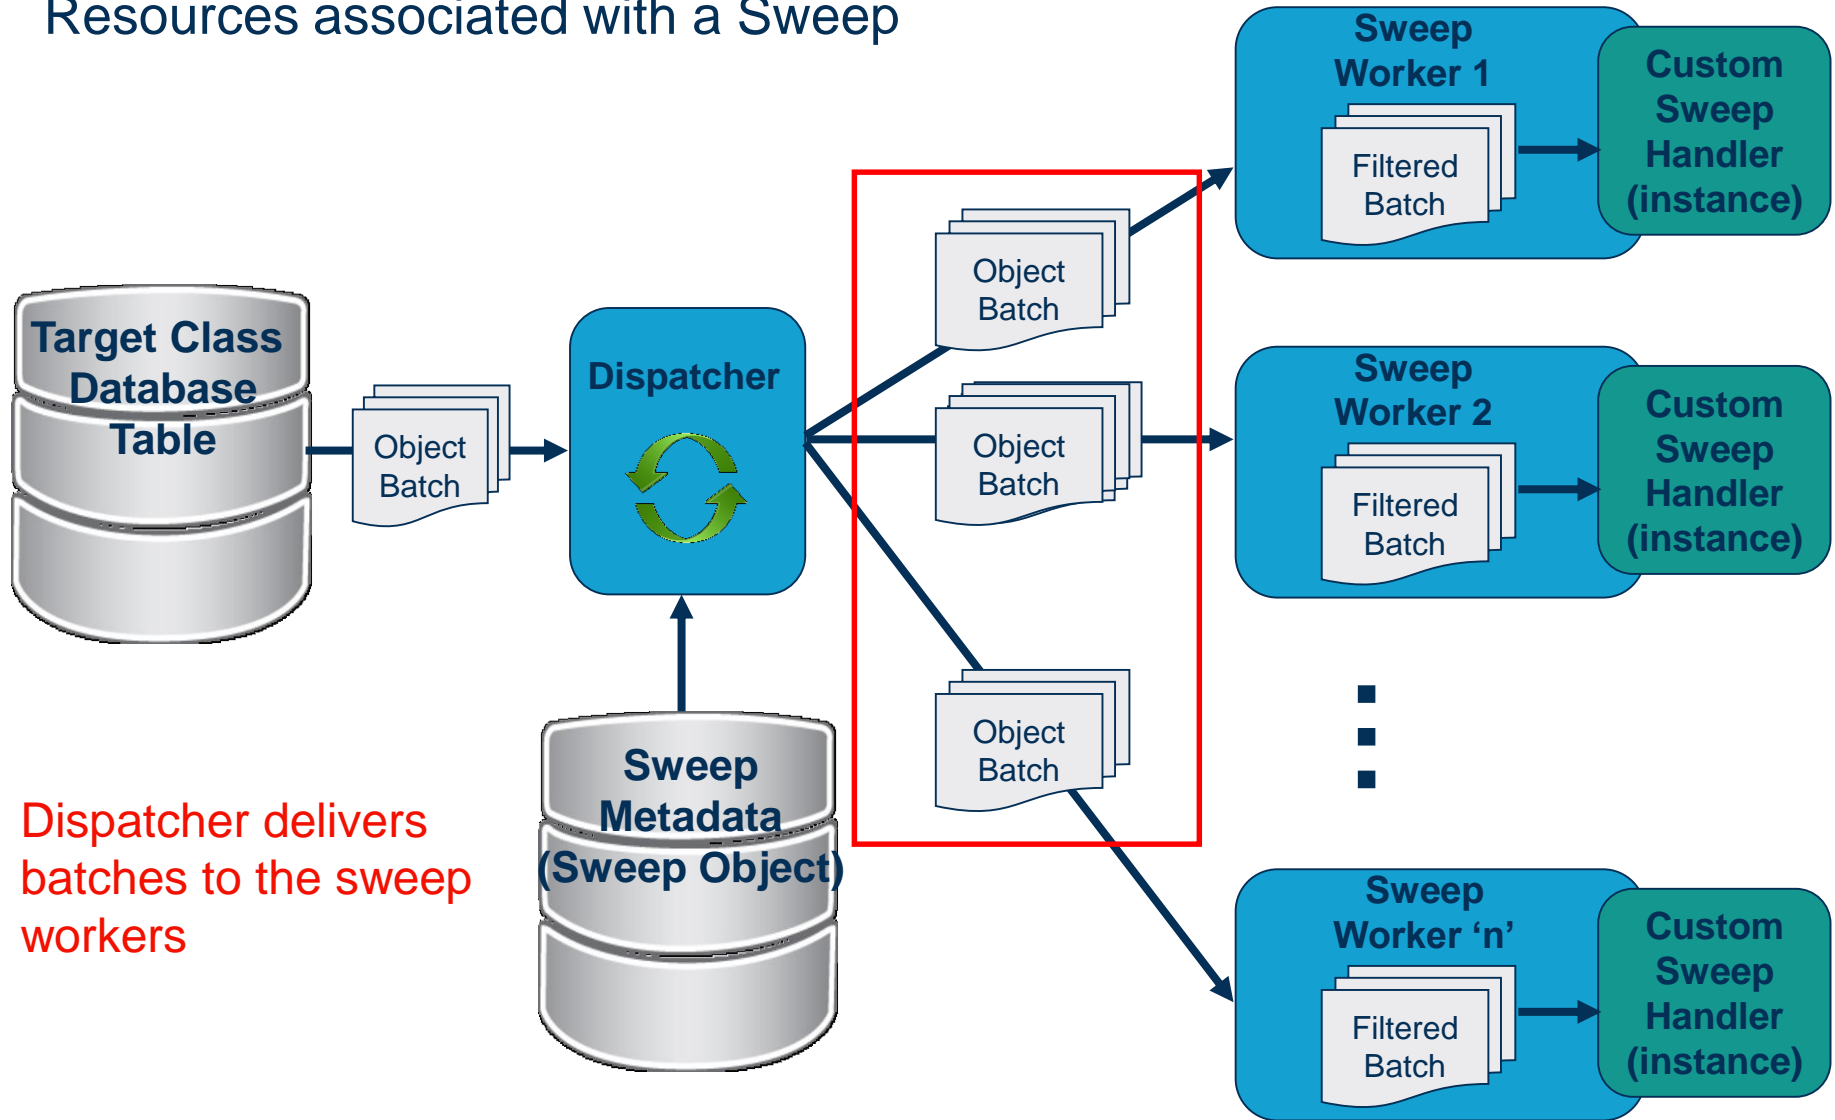 Resources associated with a Sweep
Target Class
Database
Table
Object
Batch
Dispatcher
Sweep
Metadata
(Sweep Object)
Object
Batch
Object
Batch
Object
Batch
Sweep
Worker 1
Filtered
Batch
Custom
Sweep
Handler
(instance)
Sweep
Worker 2
Filtered
Batch
Custom
Sweep
Handler
(instance)
Sweep
Worker ‘n’
Filtered
Batch
Custom
Sweep
Handler
(instance)
Dispatcher delivers
batches to the sweep
workers